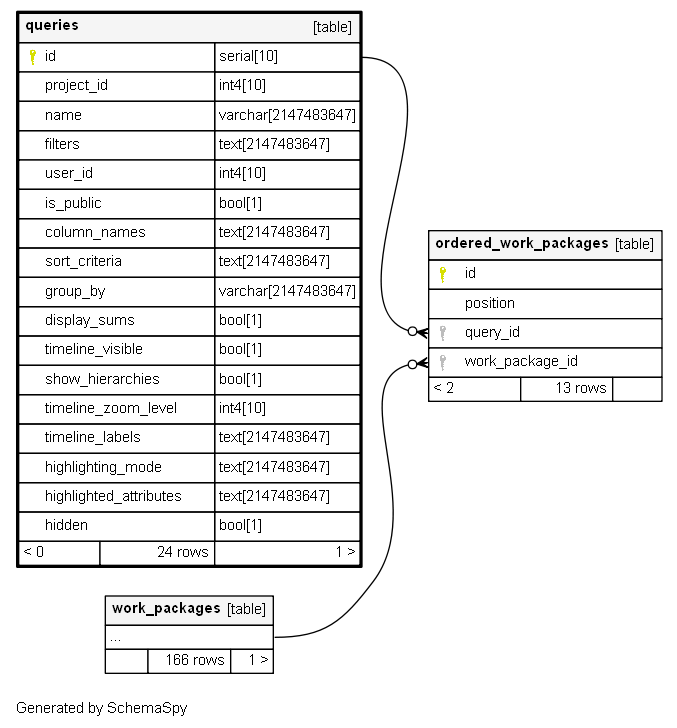 queries [table]
id serial[10]
project_id int4[10]
name varchar[2147483647]
filters text[2147483647]
user_id int4[10]
is_public bool[1]
column_names text[2147483647]
sort_criteria text[2147483647]
group_by varchar[2147483647]
display_sums bool[1]
timeline_visible bool[1]
show_hierarchies bool[1]
timeline_zoom_level int4[10]
timeline_labels text[2147483647]
highlighting_mode text[2147483647]
highlighted_attributes text[2147483647]
hidden bool[1]
< 0 24 rows 1 >
ordered_work_packages [table]
id
position
query_id
work_package_id
< 2 13 rows
work_packages [table]
...
166 rows 1 >
Generated by SchemaSpy